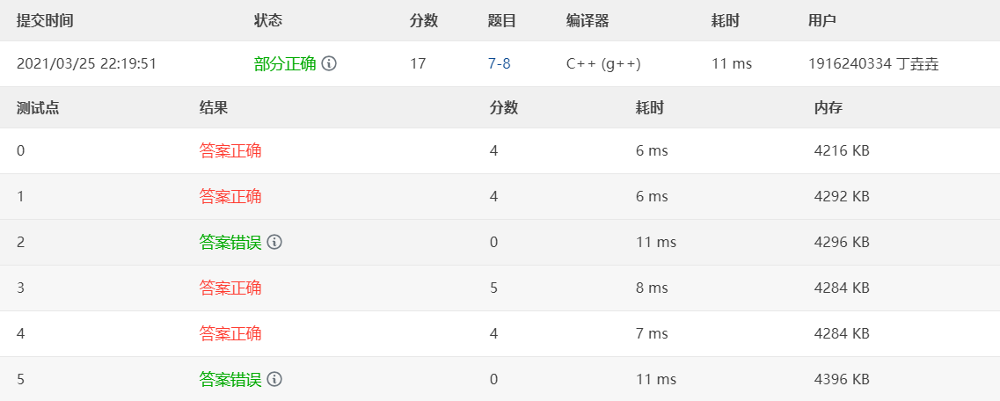 提交时间 状态 分数 题目 编译器 耗时 用户
2021/03/25 22:19:51 部分正确 17 7-8 C++ (g++) 11 ms 1916240334 丁垚垚
测试点 结果 分数 耗时 内存
0 答案正确 4 6 ms 4216 KB
1 答案正确 4 6 ms 4292 KB
2 答案错误 0 11 ms 4296 KB
3 答案正确 5 8 ms 4284 KB
4 答案正确 4 7 ms 4284 KB
5 答案错误 0 11 ms 4396 KB